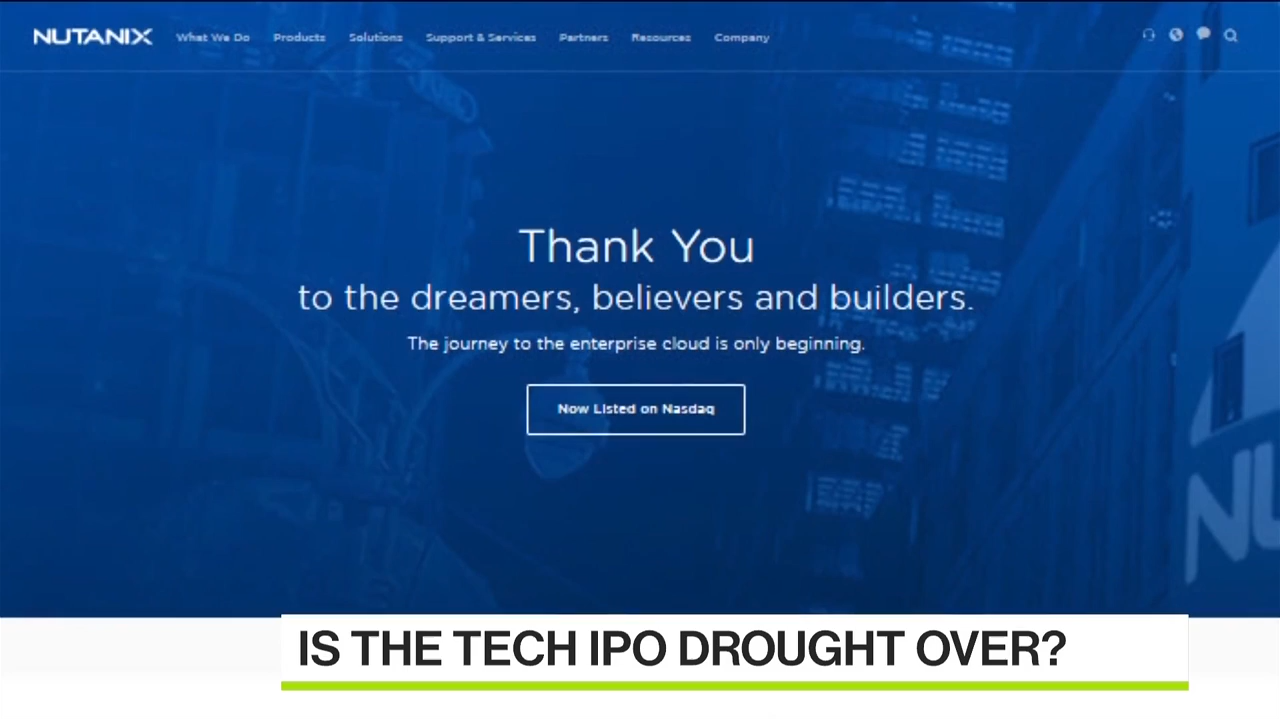 NUTANIX What We Do Products Solutions Support & Services Partners Resources Company
Thank You
to the dreamers, believers and builders.
The journey to the enterprise cloud is only beginning.
Now Listed on Nasdaq
NU
IS THE TECH IPO DROUGHT OVER?